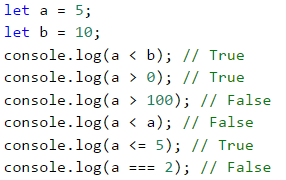 let a = 5;
let b = 10;
console.log(a < b); // True
console.log(a > 0); // True
console.log(a > 100); // False
console.log(a < a); // False
console.log(a <= 5); // True
console.log(a === 2); // False